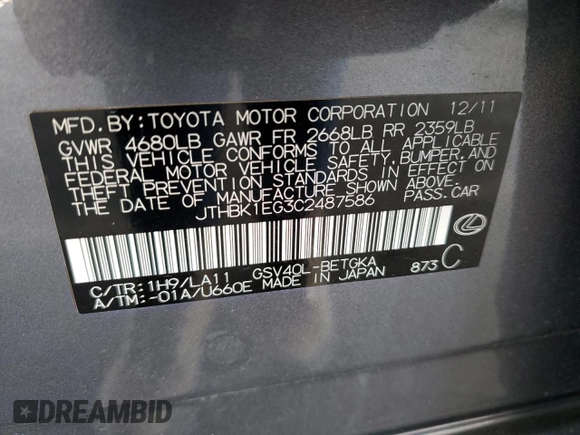 MFD. BY: TOYOTA MOTOR CORPORATION 12/11
GVWR 4680LB GAWR FR 2668LB RR 2359LB
THIS VEHICLE CONFORMS TO ALL APPLICABLE
FEDERAL MOTOR VEHICLE SAFETY, BUMPER, AND
THEFT PREVENTION STANDARDS IN EFFECT ON
THE DATE OF MANUFACTURE SHOWN ABOVE.
JTHBK1EG3C2487586 PASS. CAR
C/TR: 1H9/LA11 GSV40L-BETGKA 873 C
A/TM: -01A/U660E MADE IN JAPAN
DREAMBID